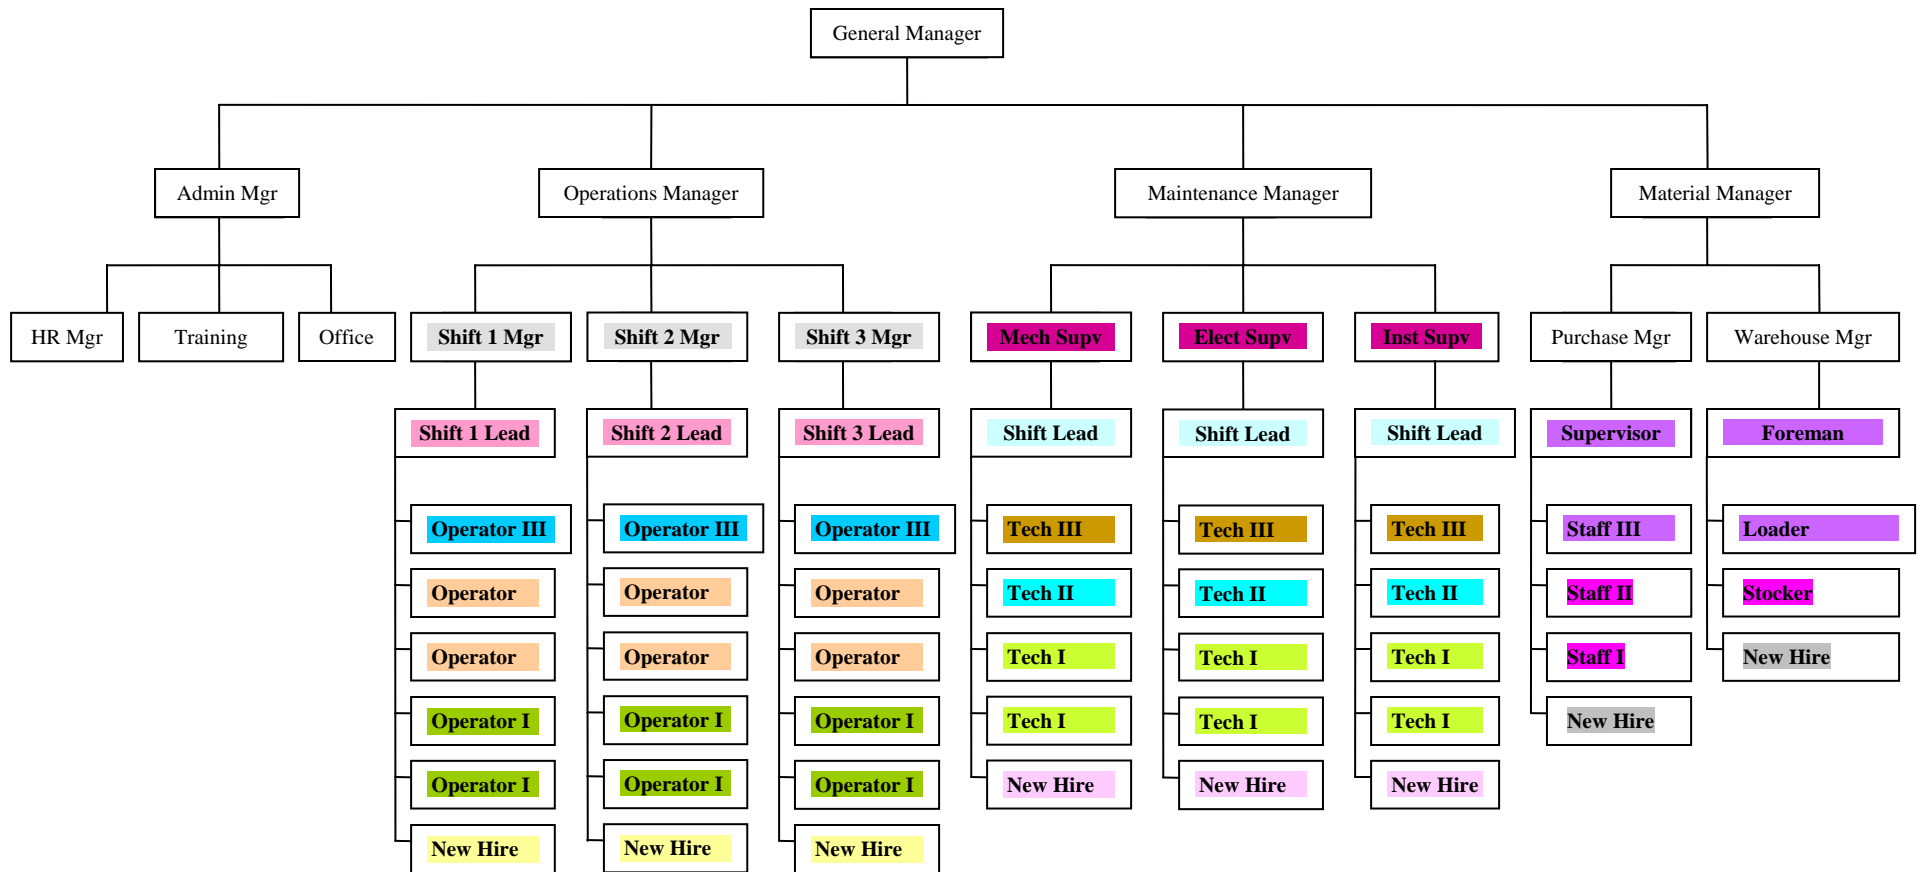 General Manager
Admin Mgr
Operations Manager
Maintenance Manager
Material Manager
HR Mgr
Training
Office
Shift 1 Mgr
Shift 2 Mgr
Shift 3 Mgr
Mech Supv
Elect Supv
Inst Supv
Purchase Mgr
Warehouse Mgr
Shift 1 Lead
Shift 2 Lead
Shift 3 Lead
Shift Lead
Shift Lead
Shift Lead
Supervisor
Foreman
Operator III
Operator III
Operator III
Tech III
Tech III
Tech III
Staff III
Loader
Operator
Operator
Operator
Tech II
Tech II
Tech II
Staff II
Stocker
Operator
Operator
Operator
Tech I
Tech I
Tech I
Staff I
New Hire
Operator I
Operator I
Operator I
Tech I
Tech I
Tech I
New Hire
Operator I
Operator I
Operator I
New Hire
New Hire
New Hire
New Hire
New Hire
New Hire